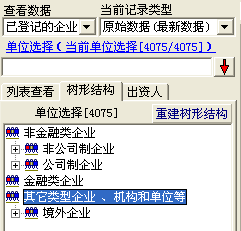 查看数据 当前记录类型
已登记的企业 原始数据(最新数据)
单位选择(当前单位选择[4075/4075])
列表查看 树形结构 出资人
单位选择[4075] 重建树形结构
非金融类企业
非公司制企业
公司制企业
金融类企业
其它类型企业、机构和单位等
境外企业